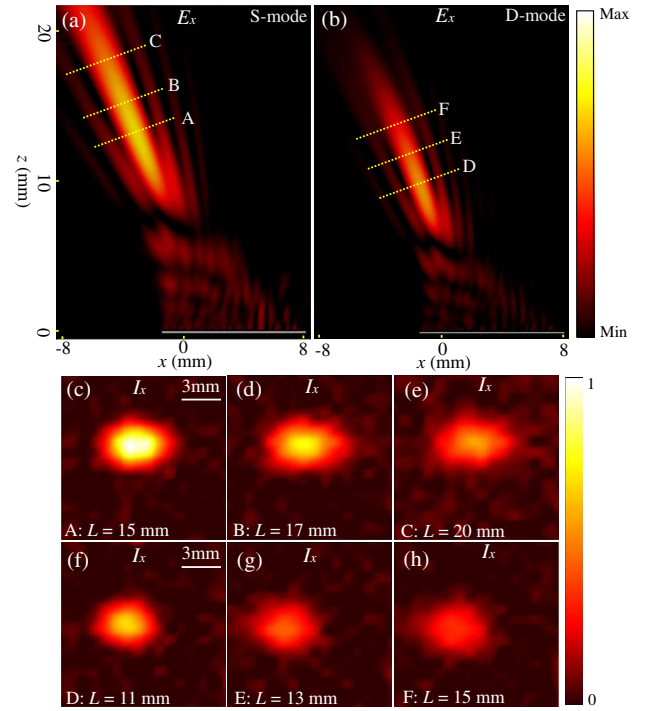 (a) Eₓ S-mode
C
B
A
(b) Eₓ D-mode
F
E
D
Max
Min
z (mm)
20
10
0
-8 0 8
x (mm)
-8 0 8
x (mm)
(c) Iₓ 3mm
A: L = 15 mm
(d) Iₓ
B: L = 17 mm
(e) Iₓ
C: L = 20 mm
(f) Iₓ 3mm
D: L = 11 mm
(g) Iₓ
E: L = 13 mm
(h) Iₓ
F: L = 15 mm
1
0